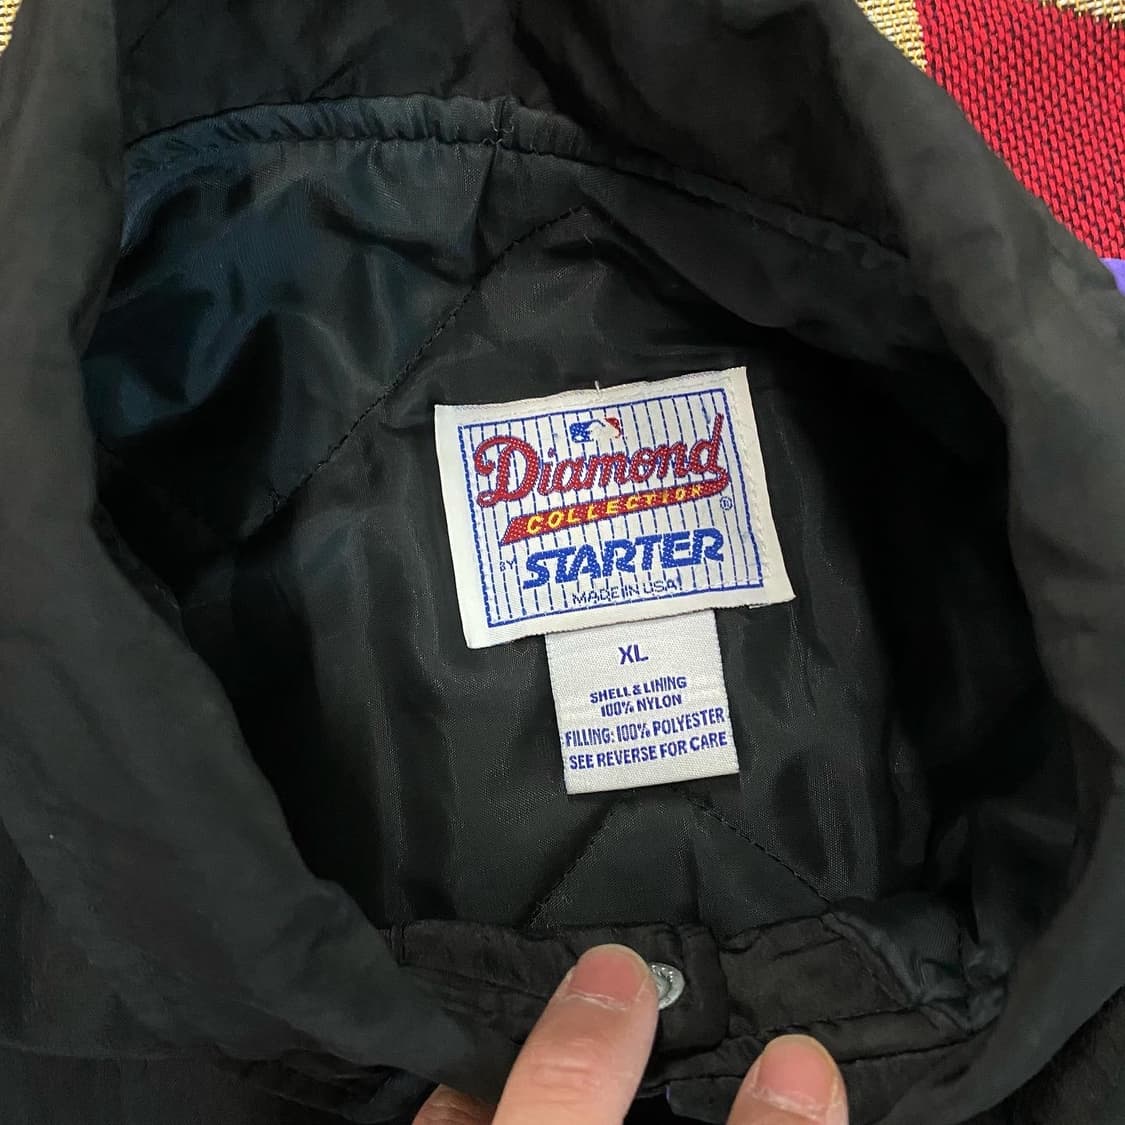 Diamond
COLLECTION
®
BY STARTER
MADE IN USA
XL
SHELL & LINING
100% NYLON
FILLING: 100% POLYESTER
SEE REVERSE FOR CARE